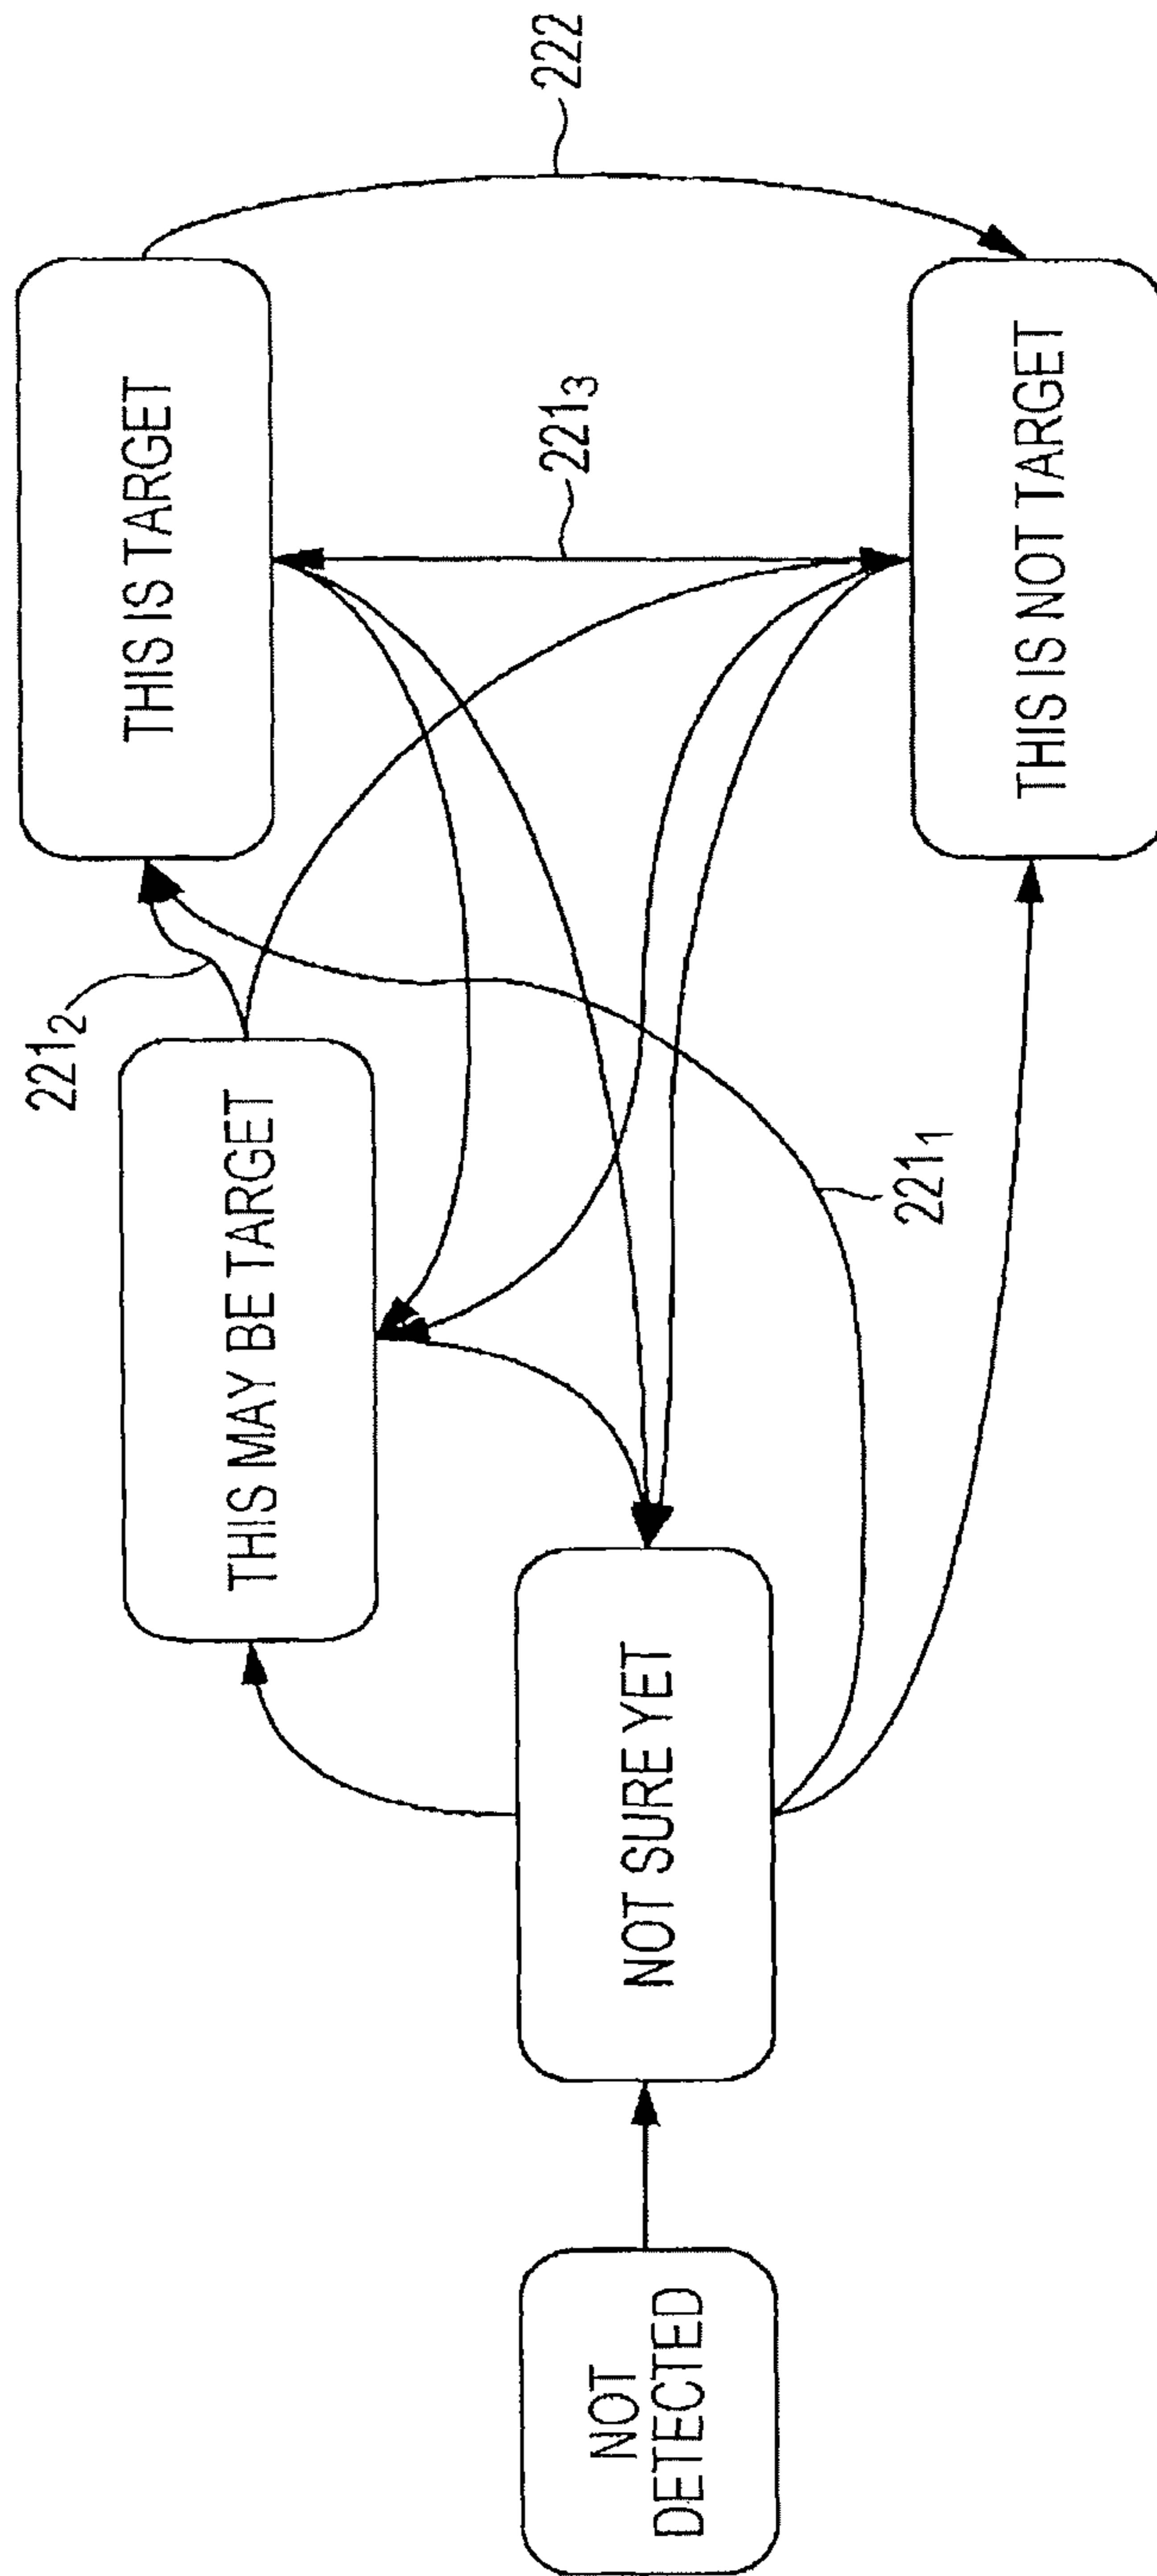 NOT
DETECTED
NOT SURE YET
THIS MAY BE TARGET
THIS IS TARGET
THIS IS NOT TARGET
221₂
221₁
221₃
222